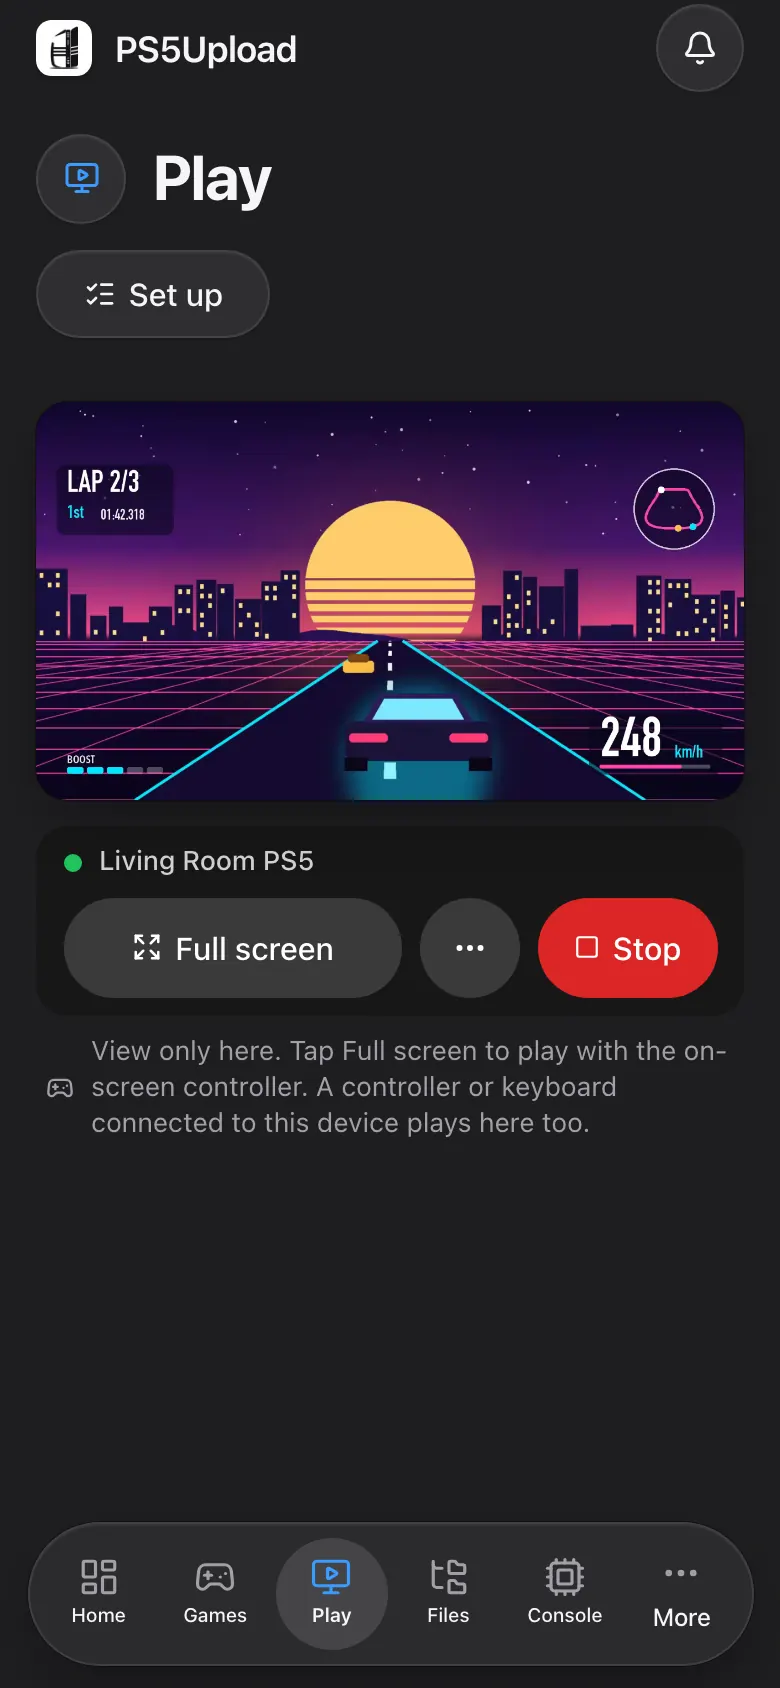 PS5Upload
Play
Set up
LAP 2/3
1st 01:42.318
248 km/h
BOOST
Living Room PS5
Full screen
Stop
View only here. Tap Full screen to play with the on-
screen controller. A controller or keyboard
connected to this device plays here too.
Home
Games
Play
Files
Console
More